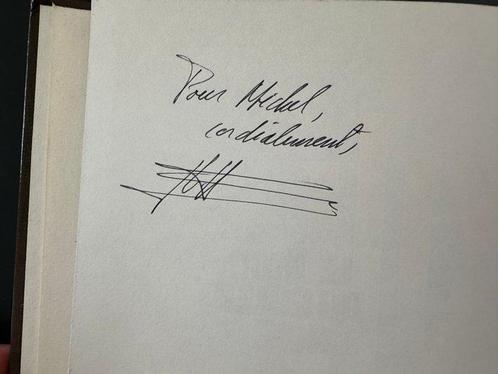 Pour Michel,
cordialement,